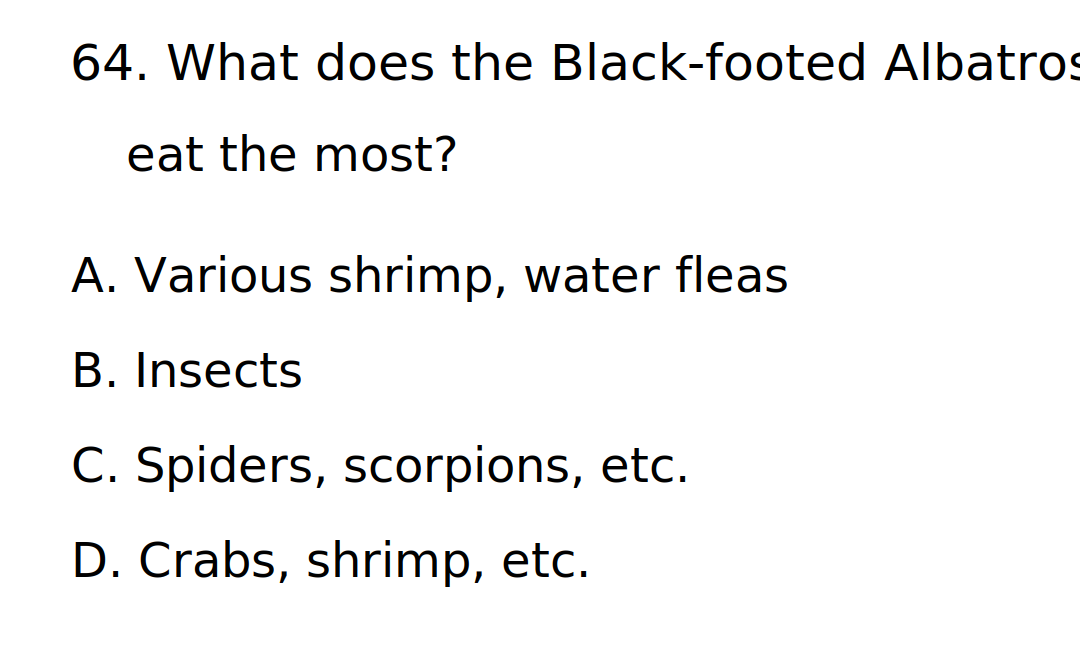 64. What does the Black-footed Albatros
eat the most?
A. Various shrimp, water fleas
B. Insects
C. Spiders, scorpions, etc.
D. Crabs, shrimp, etc.